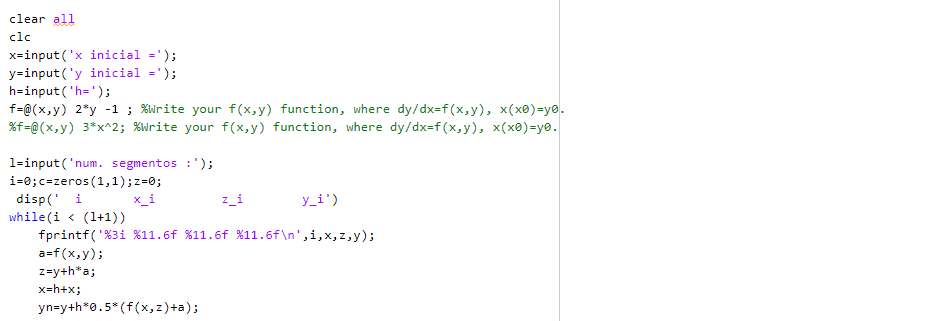 clear all
clc
x=input('x inicial =');
y=input('y inicial =');
h=input('h=');
f=@(x,y) 2*y -1 ; %Write your f(x,y) function, where dy/dx=f(x,y), x(x0)=y0.
%f=@(x,y) 3*x^2; %Write your f(x,y) function, where dy/dx=f(x,y), x(x0)=y0.
l=input('num. segmentos :');
i=0;c=zeros(1,1);z=0;
disp('  i       x_i         z_i        y_i')
while(i < (l+1))
fprintf('%3i %11.6f %11.6f %11.6f\n',i,x,z,y);
a=f(x,y);
z=y+h*a;
x=h+x;
yn=y+h*0.5*(f(x,z)+a);